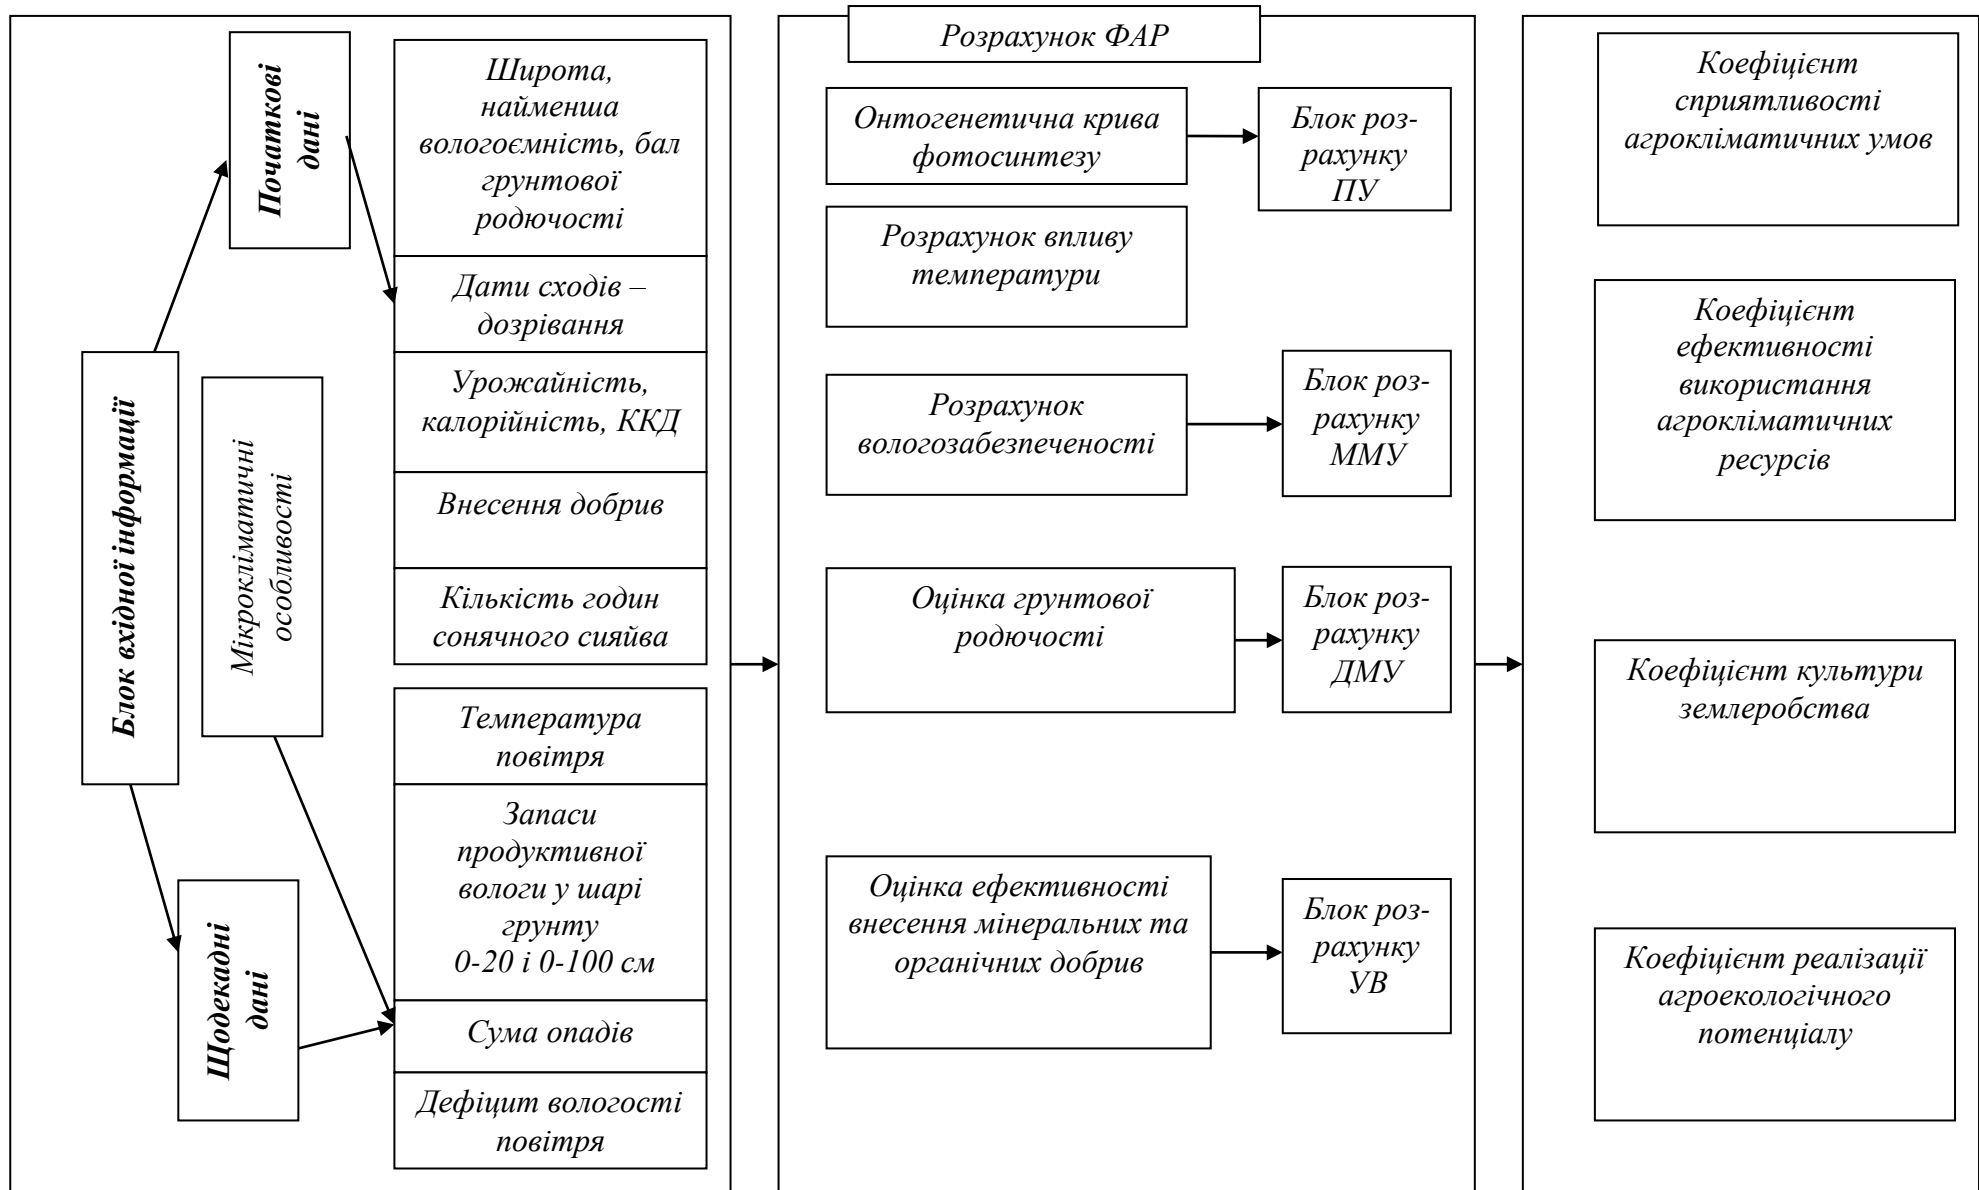 Блок вхідної інформації
Початкові
дані
Мікрокліматичні
особливості
Щодекадні
дані
Широта,
найменша
вологоємність, бал
грунтової
родючості
Дати сходів –
дозрівання
Урожайність,
калорійність, ККД
Внесення добрив
Кількість годин
сонячного сияйва
Температура
повітря
Запаси
продуктивної
вологи у шарі
грунту
0-20 і 0-100 см
Сума опадів
Дефіцит вологості
повітря
Розрахунок ФАР
Онтогенетична крива
фотосинтезу
Блок роз-
рахунку
ПУ
Розрахунок впливу
температури
Розрахунок
вологозабезпеченості
Блок роз-
рахунку
ММУ
Оцінка грунтової
родючості
Блок роз-
рахунку
ДМУ
Оцінка ефективності
внесення мінеральних та
органічних добрив
Блок роз-
рахунку
УВ
Коефіцієнт
сприятливості
агрокліматичних умов
Коефіцієнт
ефективності
використання
агрокліматичних
ресурсів
Коефіцієнт культури
землеробства
Коефіцієнт реалізації
агроекологічного
потенціалу